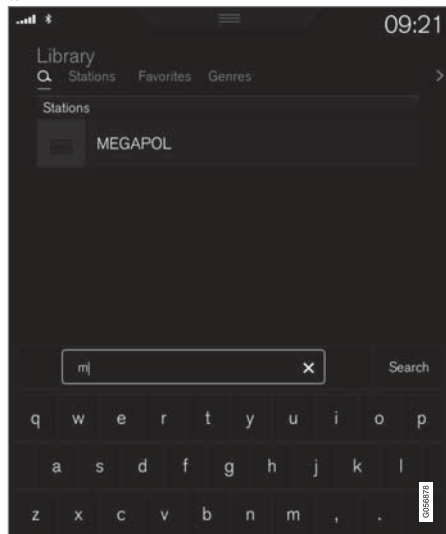 09:21
Library
Stations Favorites Genres >
Stations
MEGAPOL
m × Search
q w e r t y u i o p
a s d f g h j k l
z x c v b n m , .
G056878